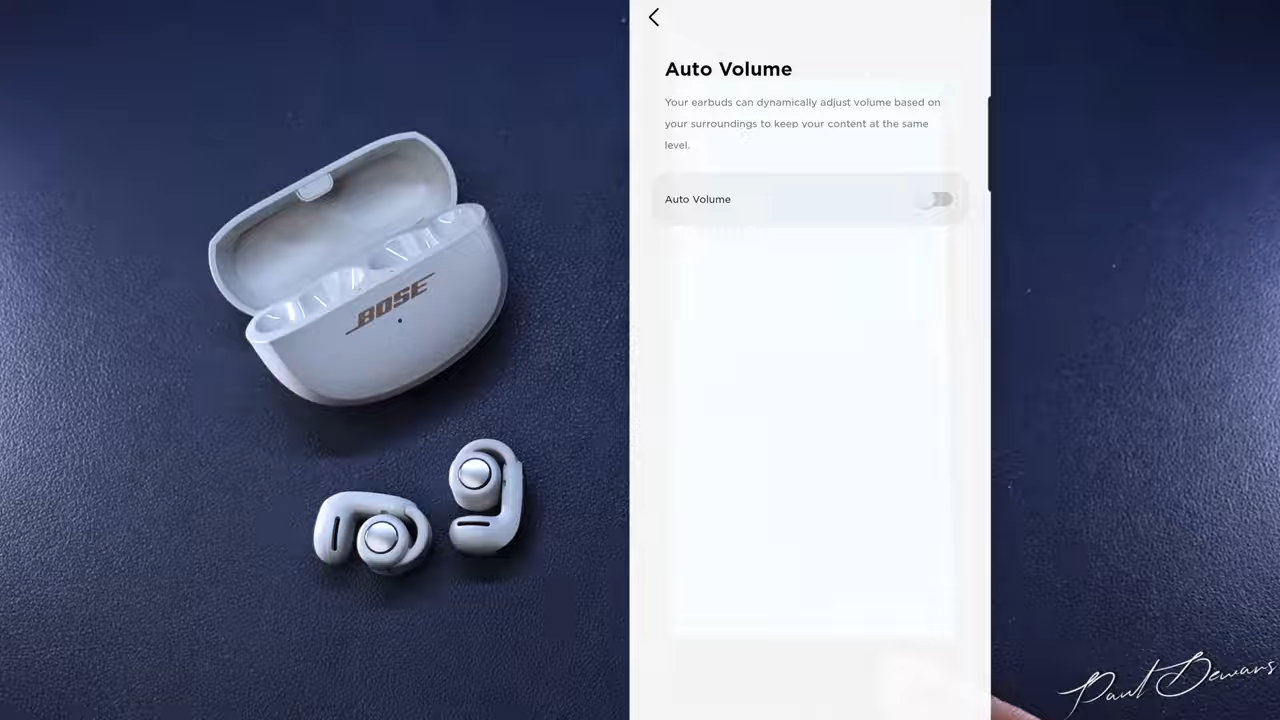 BOSE
Auto Volume
Your earbuds can dynamically adjust volume based on
your surroundings to keep your content at the same
level.
Auto Volume
Paul Dewars